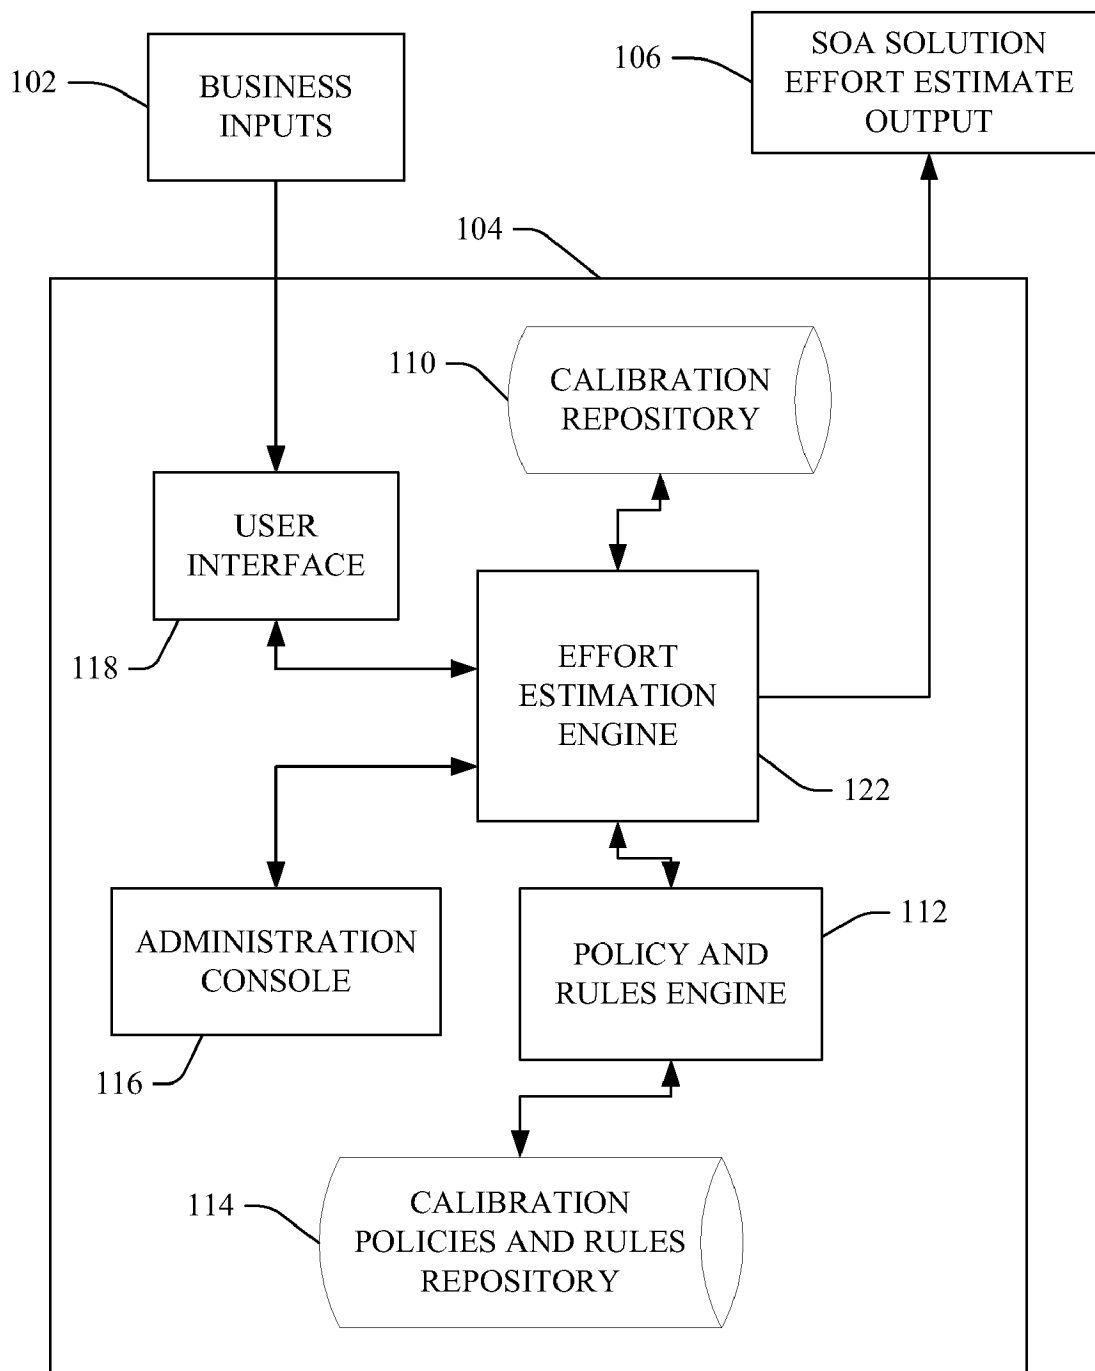 102
BUSINESS
INPUTS
106
SOA SOLUTION
EFFORT ESTIMATE
OUTPUT
104
110
CALIBRATION
REPOSITORY
USER
INTERFACE
118
EFFORT
ESTIMATION
ENGINE
122
ADMINISTRATION
CONSOLE
116
112
POLICY AND
RULES ENGINE
114
CALIBRATION
POLICIES AND RULES
REPOSITORY